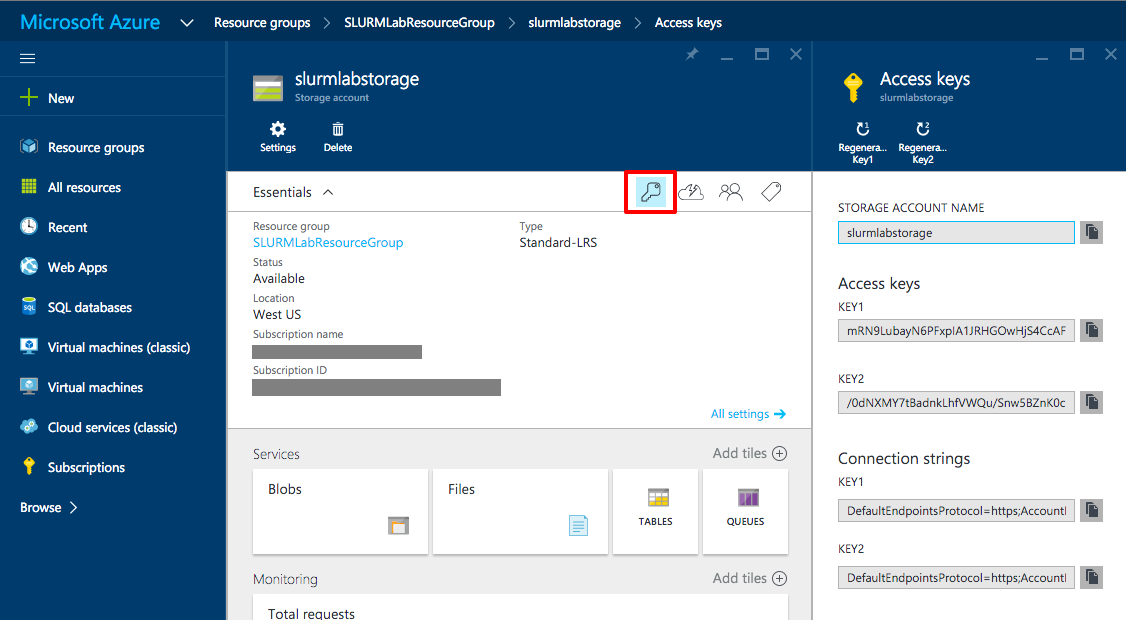 Microsoft Azure
Resource groups
SLURMLabResourceGroup
slurmlabstorage
Access keys
New
Resource groups
All resources
Recent
Web Apps
SQL databases
Virtual machines (classic)
Virtual machines
Cloud services (classic)
Subscriptions
Browse
slurmlabstorage
Storage account
Settings
Delete
Essentials
Resource group
SLURMLabResourceGroup
Status
Available
Location
West US
Subscription name
Subscription ID
Type
Standard-LRS
All settings
Services
Add tiles
Blobs
Files
TABLES
QUEUES
Monitoring
Add tiles
Total requests
Access keys
slurmlabstorage
Regenera...
Key1
Regenera...
Key2
STORAGE ACCOUNT NAME
slurmlabstorage
Access keys
KEY1
mRN9LubayN6PFxpIA1JRHGOwHjS4CcAF
KEY2
/0dNXMY7tBadnkLhfVWQu/Snw5BZnK0c
Connection strings
KEY1
DefaultEndpointsProtocol=https;Account
KEY2
DefaultEndpointsProtocol=https;Account